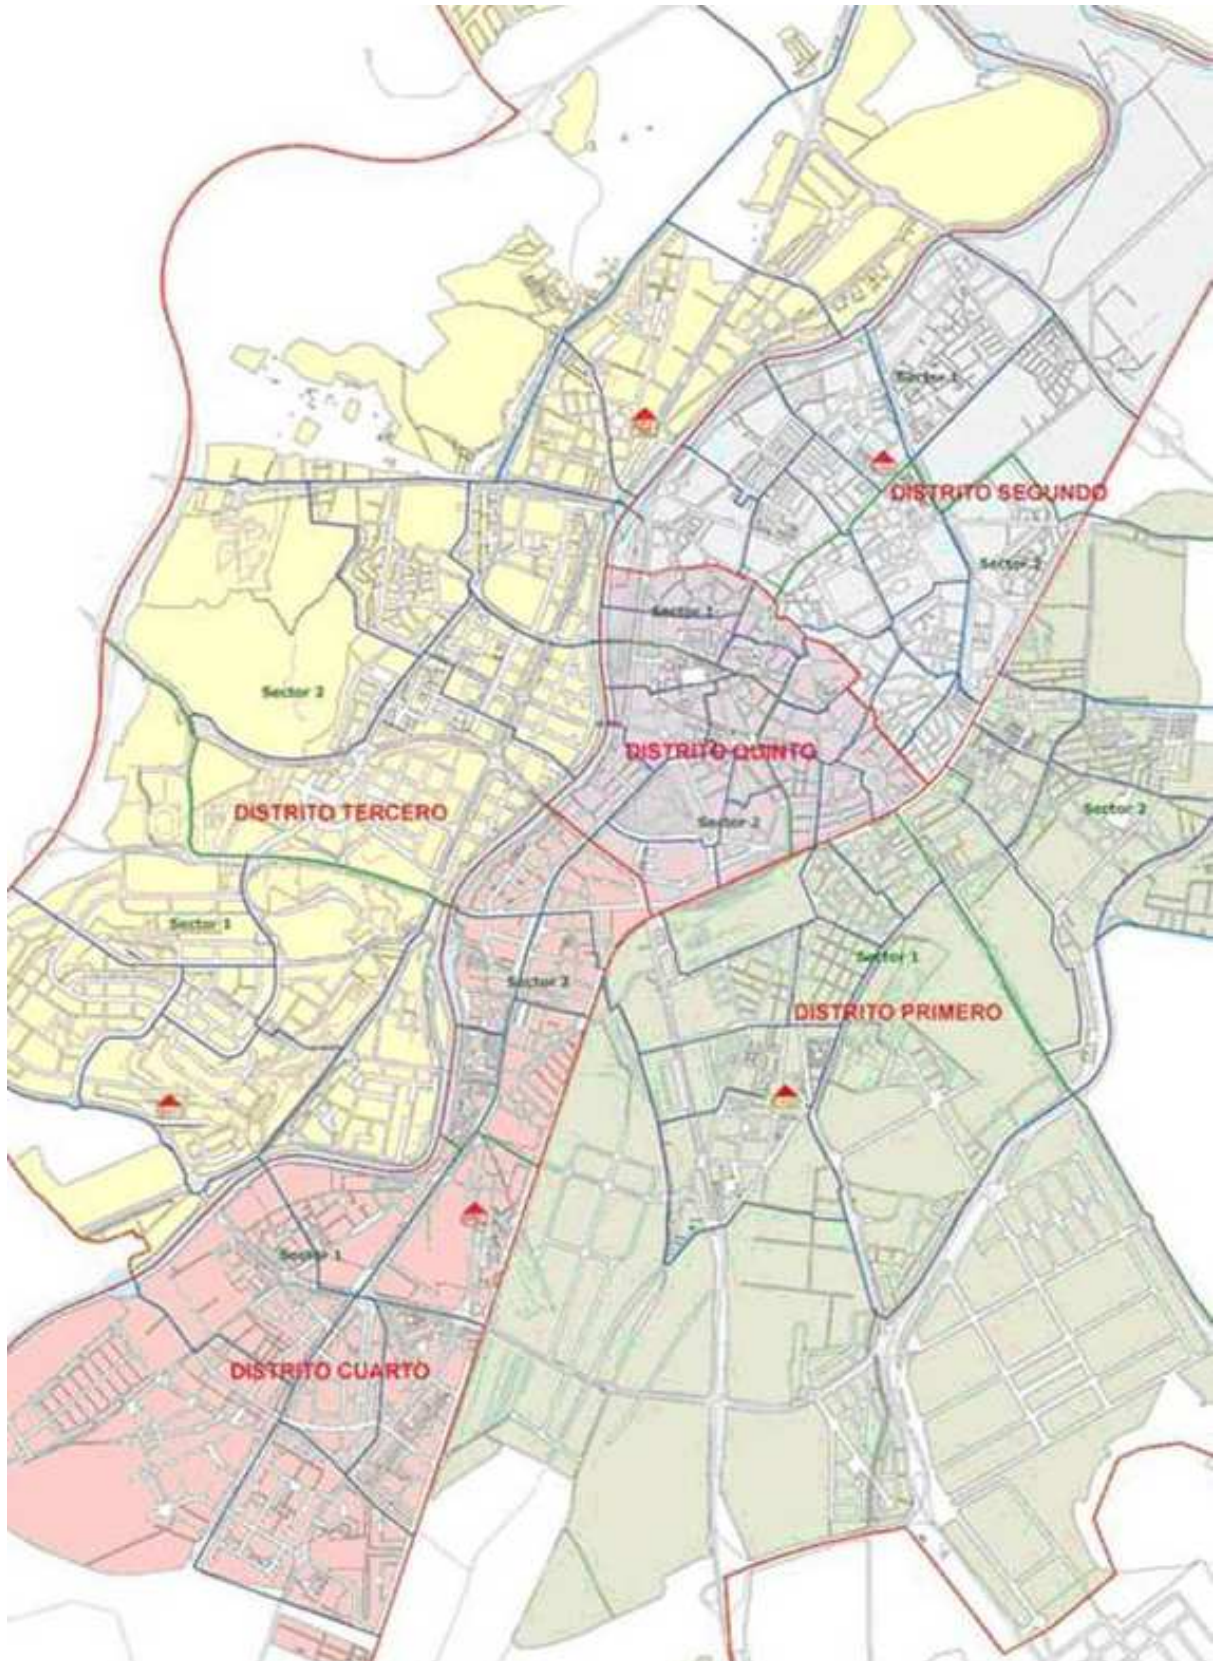 Sector 1
DISTRITO SEGUNDO
Sector 2
Sector 1
Sector 2
DISTRITO QUINTO
DISTRITO TERCERO
Sector 2
Sector 2
Sector 1
Sector 1
Sector 2
DISTRITO PRIMERO
Sector 1
DISTRITO CUARTO